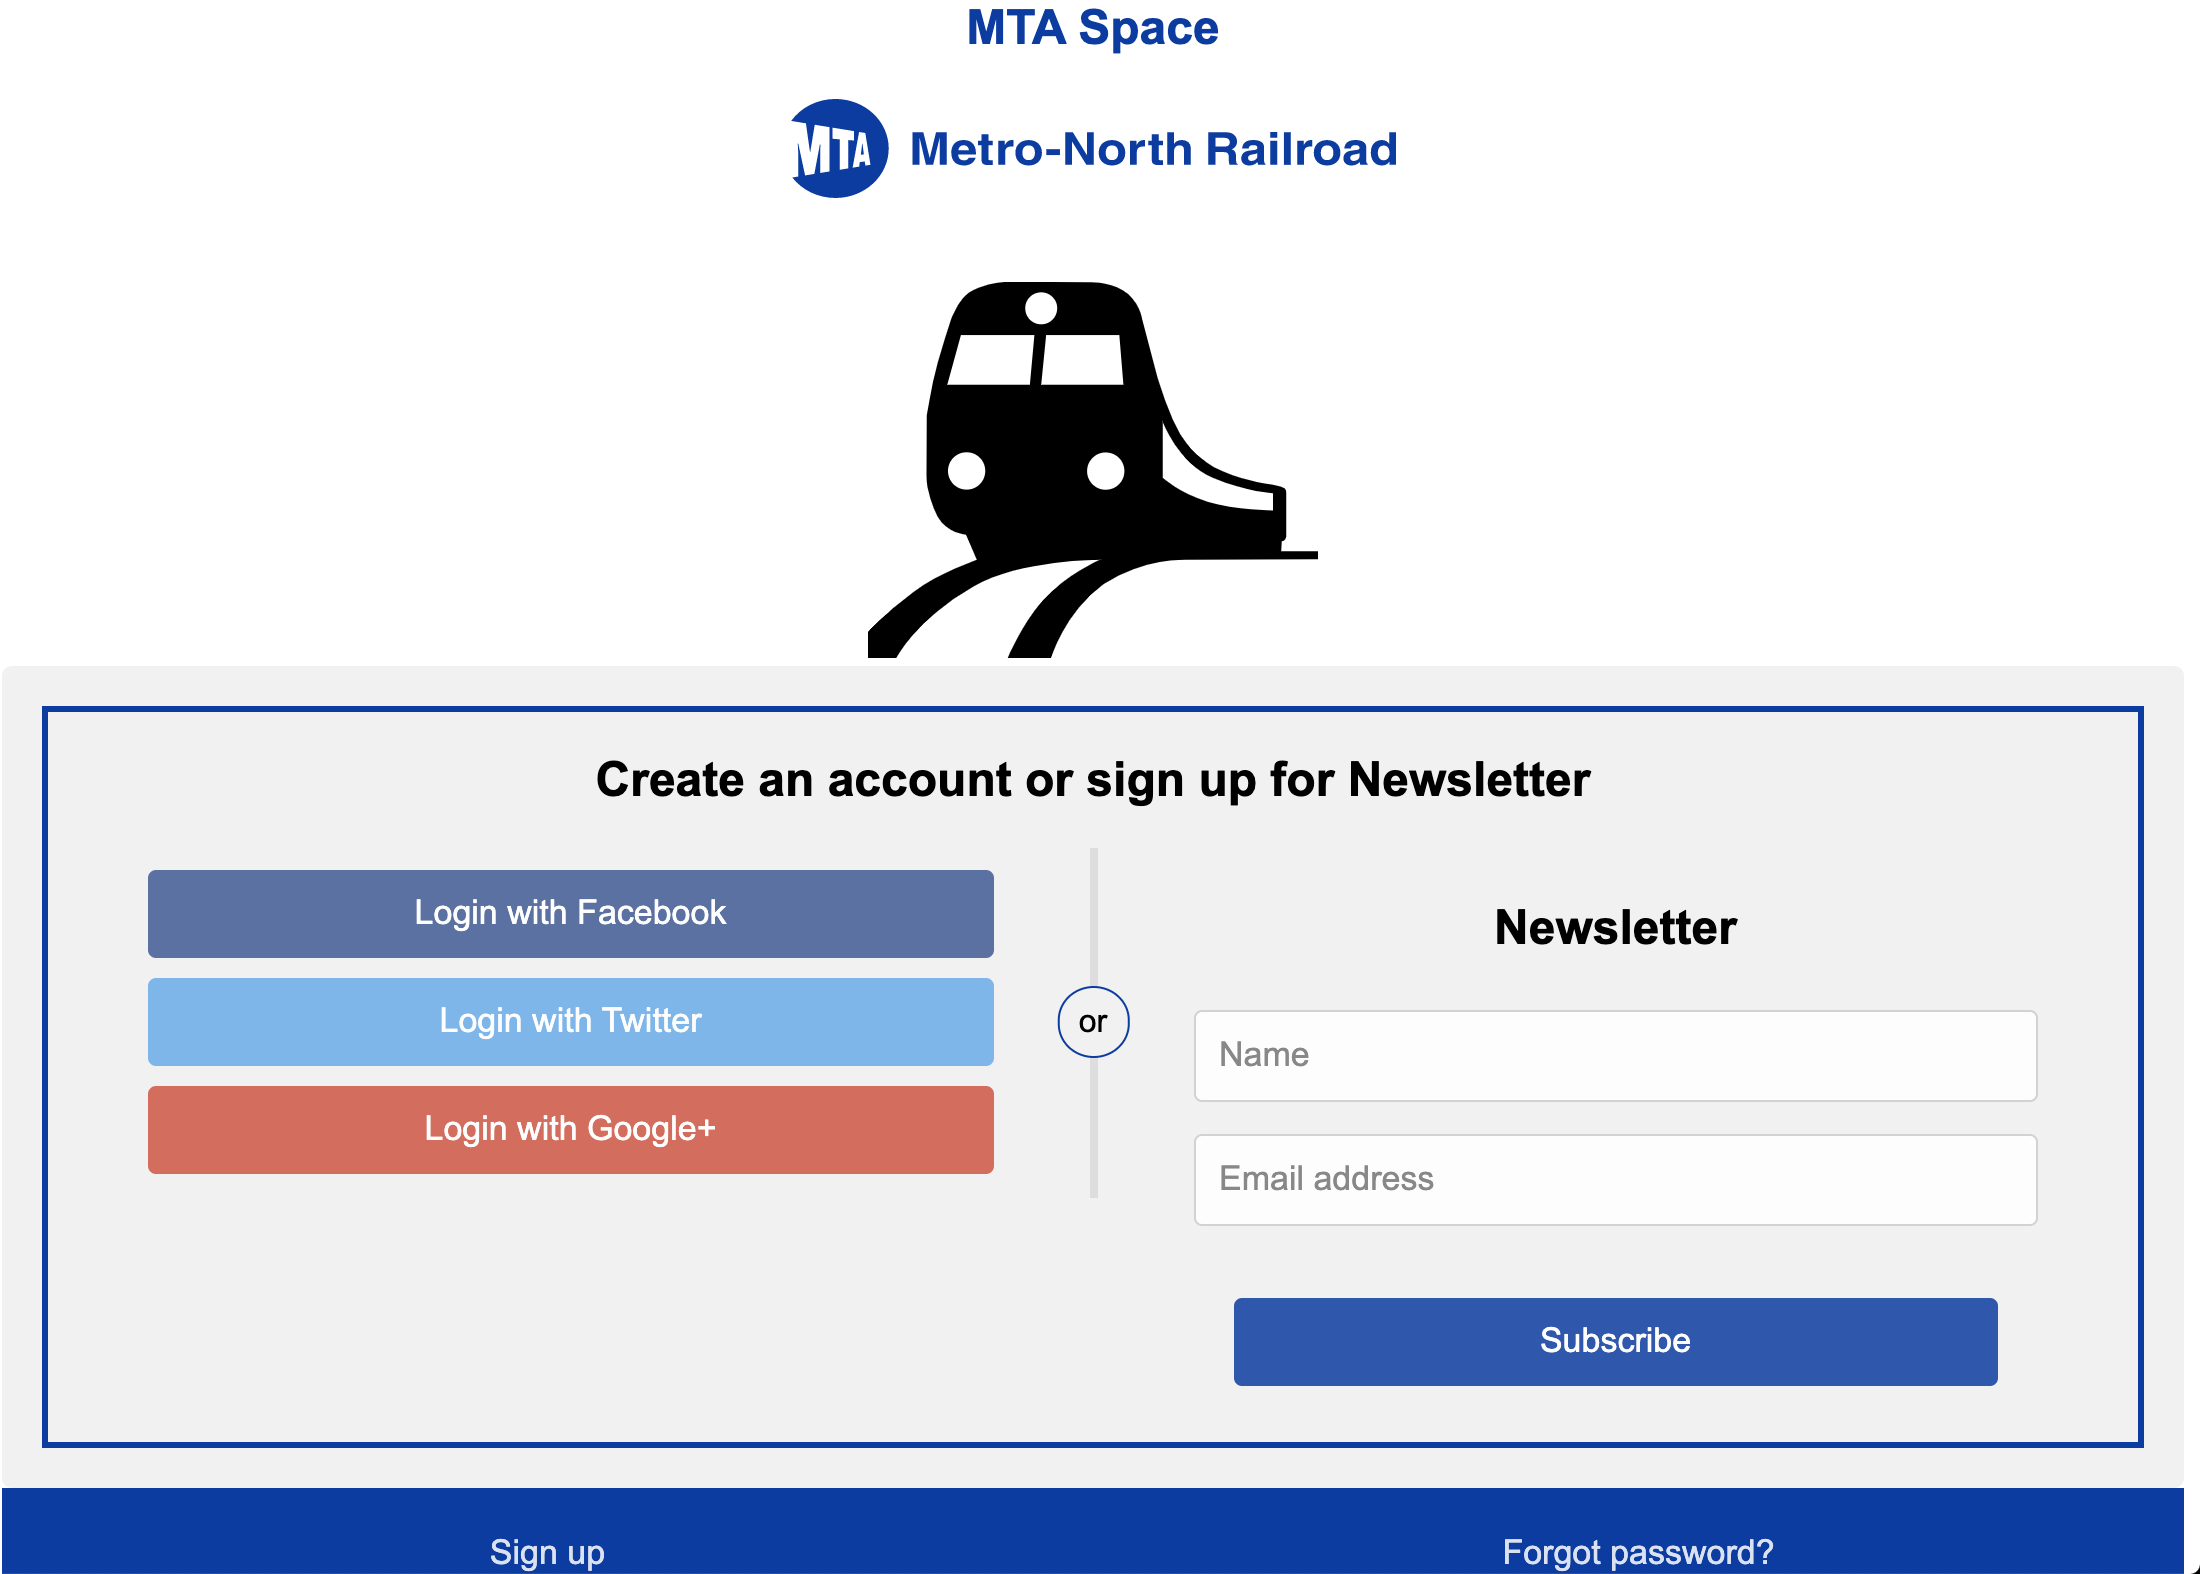 MTA Space
MTA Metro-North Railroad
Create an account or sign up for Newsletter
Login with Facebook
Login with Twitter
Login with Google+
or
Newsletter
Name
Email address
Subscribe
Sign up
Forgot password?